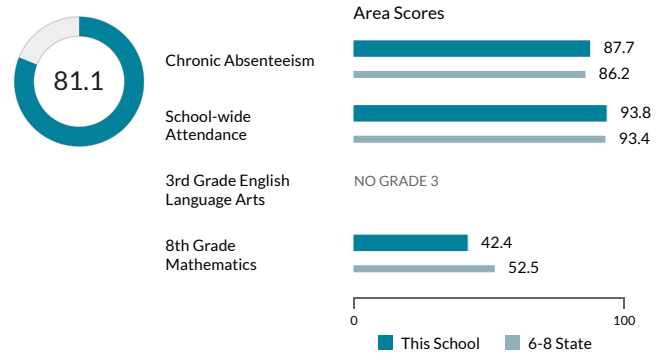 81.1
Area Scores
Chronic Absenteeism
87.7
86.2
School-wide
Attendance
93.8
93.4
3rd Grade English
Language Arts
NO GRADE 3
8th Grade
Mathematics
42.4
52.5
0
100
This School
6-8 State